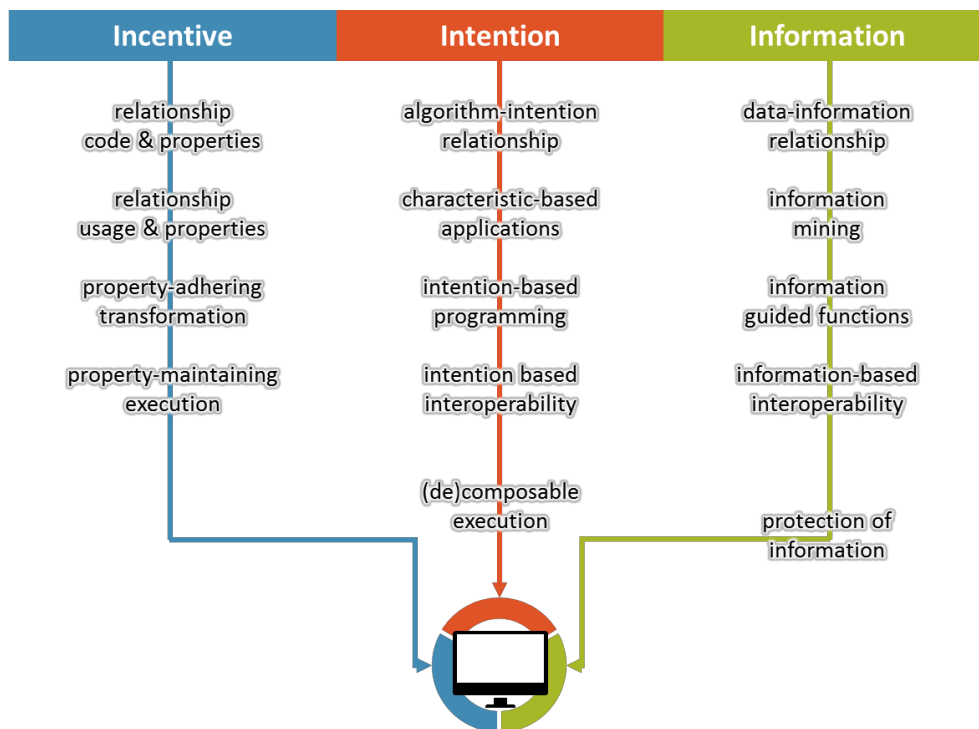 Incentive
Intention
Information
relationship
code & properties
relationship
usage & properties
property-adhering
transformation
property-maintaining
execution
algorithm-intention
relationship
characteristic-based
applications
intention-based
programming
intention based
interoperability
(de)composable
execution
data-information
relationship
information
mining
information
guided functions
information-based
interoperability
protection of
information